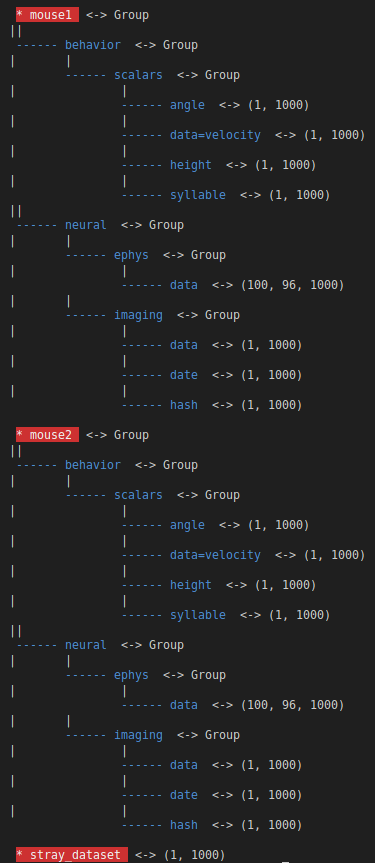 * mouse1 <-> Group
||
------ behavior <-> Group
| |
------ scalars <-> Group
| |
------ angle <-> (1, 1000)
| |
------ data=velocity <-> (1, 1000)
| |
------ height <-> (1, 1000)
| |
------ syllable <-> (1, 1000)
||
------ neural <-> Group
| |
------ ephys <-> Group
| |
------ data <-> (100, 96, 1000)
| |
------ imaging <-> Group
| |
------ data <-> (1, 1000)
| |
------ date <-> (1, 1000)
| |
------ hash <-> (1, 1000)
* mouse2 <-> Group
||
------ behavior <-> Group
| |
------ scalars <-> Group
| |
------ angle <-> (1, 1000)
| |
------ data=velocity <-> (1, 1000)
| |
------ height <-> (1, 1000)
| |
------ syllable <-> (1, 1000)
||
------ neural <-> Group
| |
------ ephys <-> Group
| |
------ data <-> (100, 96, 1000)
| |
------ imaging <-> Group
| |
------ data <-> (1, 1000)
| |
------ date <-> (1, 1000)
| |
------ hash <-> (1, 1000)
* stray_dataset <-> (1, 1000)